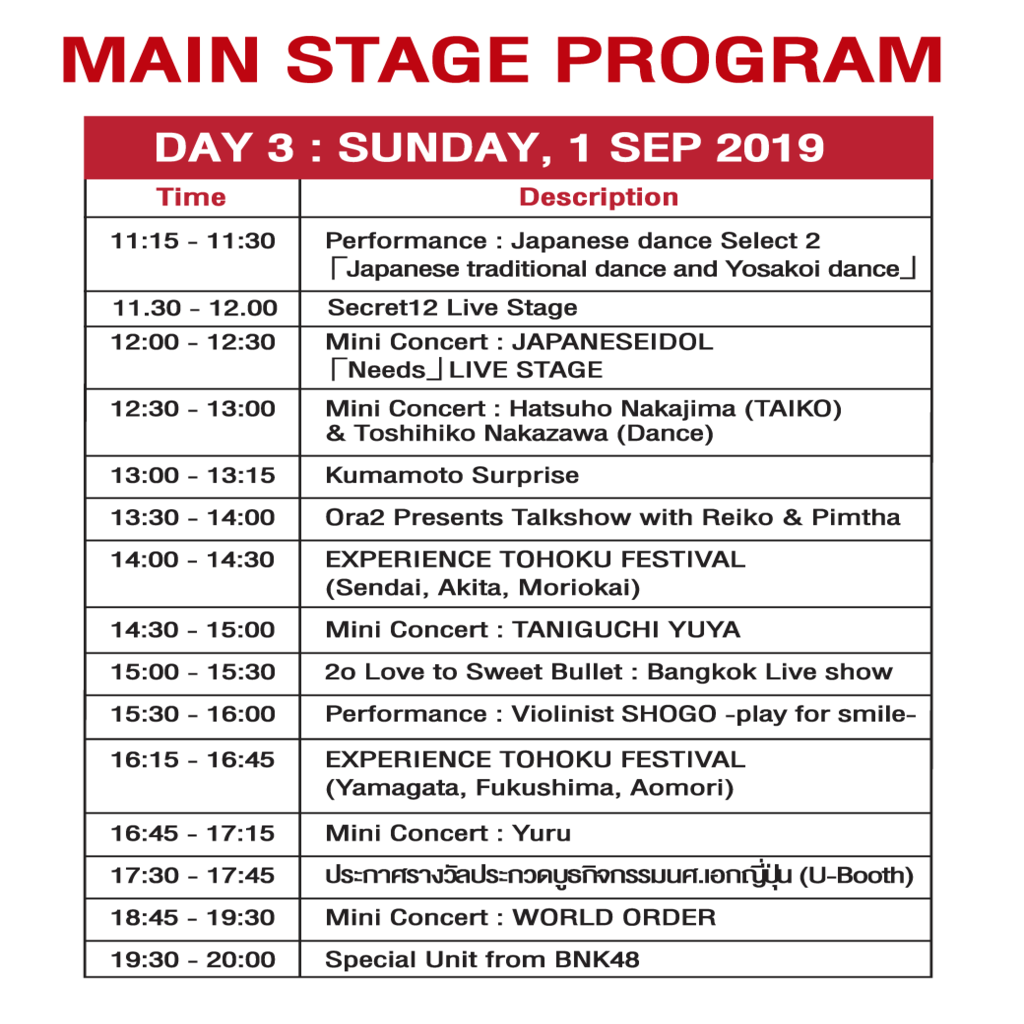 MAIN STAGE PROGRAM
DAY 3 : SUNDAY, 1 SEP 2019
Time Description
11:15 - 11:30 Performance : Japanese dance Select 2
「Japanese traditional dance and Yosakoi dance」
11.30 - 12.00 Secret12 Live Stage
12:00 - 12:30 Mini Concert : JAPANESEIDOL
「Needs」LIVE STAGE
12:30 - 13:00 Mini Concert : Hatsuho Nakajima (TAIKO)
& Toshihiko Nakazawa (Dance)
13:00 - 13:15 Kumamoto Surprise
13:30 - 14:00 Ora2 Presents Talkshow with Reiko & Pimtha
14:00 - 14:30 EXPERIENCE TOHOKU FESTIVAL
(Sendai, Akita, Moriokai)
14:30 - 15:00 Mini Concert : TANIGUCHI YUYA
15:00 - 15:30 2o Love to Sweet Bullet : Bangkok Live show
15:30 - 16:00 Performance : Violinist SHOGO -play for smile-
16:15 - 16:45 EXPERIENCE TOHOKU FESTIVAL
(Yamagata, Fukushima, Aomori)
16:45 - 17:15 Mini Concert : Yuru
17:30 - 17:45 ประกาศรางวัลประกวดบูธกิจกรรมนศ.เอกญี่ปุ่น (U-Booth)
18:45 - 19:30 Mini Concert : WORLD ORDER
19:30 - 20:00 Special Unit from BNK48